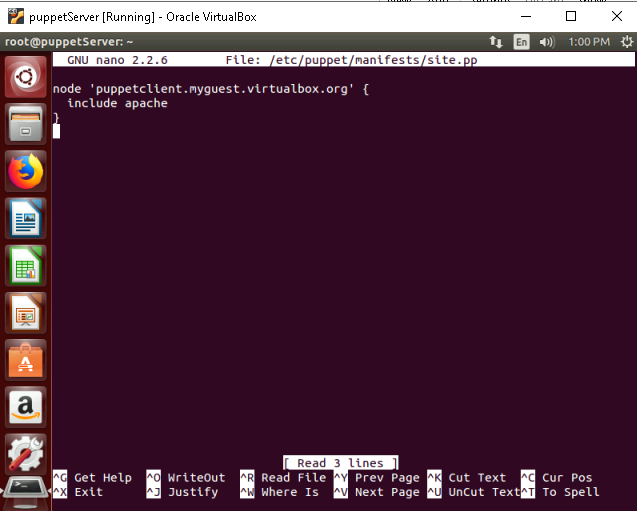 puppetServer [Running] - Oracle VirtualBox
root@puppetServer: ~ En 1:00 PM
GNU nano 2.2.6 File: /etc/puppet/manifests/site.pp
node 'puppetclient.myguest.virtualbox.org' {
include apache
}
[ Read 3 lines ]
^G Get Help ^O WriteOut ^R Read File ^Y Prev Page ^K Cut Text ^C Cur Pos
^X Exit ^J Justify ^W Where Is ^V Next Page ^U UnCut Text ^T To Spell